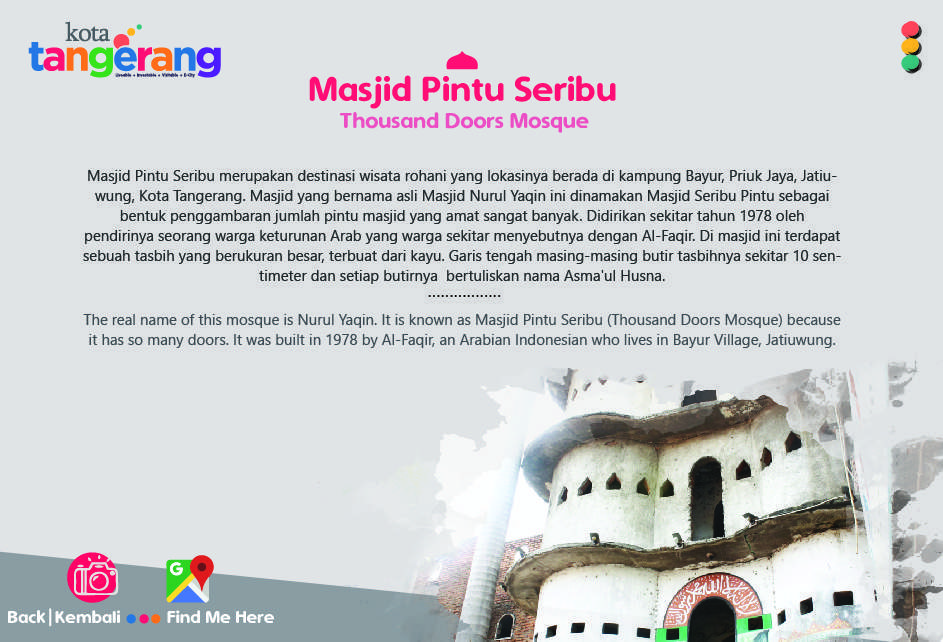 kota
tangerang
Liveable • Investable • Visitable • E-City
Masjid Pintu Seribu
Thousand Doors Mosque
Masjid Pintu Seribu merupakan destinasi wisata rohani yang lokasinya berada di kampung Bayur, Priuk Jaya, Jatiu-
wung, Kota Tangerang. Masjid yang bernama asli Masjid Nurul Yaqin ini dinamakan Masjid Seribu Pintu sebagai
bentuk penggambaran jumlah pintu masjid yang amat sangat banyak. Didirikan sekitar tahun 1978 oleh
pendirinya seorang warga keturunan Arab yang warga sekitar menyebutnya dengan Al-Faqir. Di masjid ini terdapat
sebuah tasbih yang berukuran besar, terbuat dari kayu. Garis tengah masing-masing butir tasbihnya sekitar 10 sen-
timeter dan setiap butirnya  bertuliskan nama Asma'ul Husna.
.................
The real name of this mosque is Nurul Yaqin. It is known as Masjid Pintu Seribu (Thousand Doors Mosque) because
it has so many doors. It was built in 1978 by Al-Faqir, an Arabian Indonesian who lives in Bayur Village, Jatiuwung.
G
Back|Kembali
Find Me Here